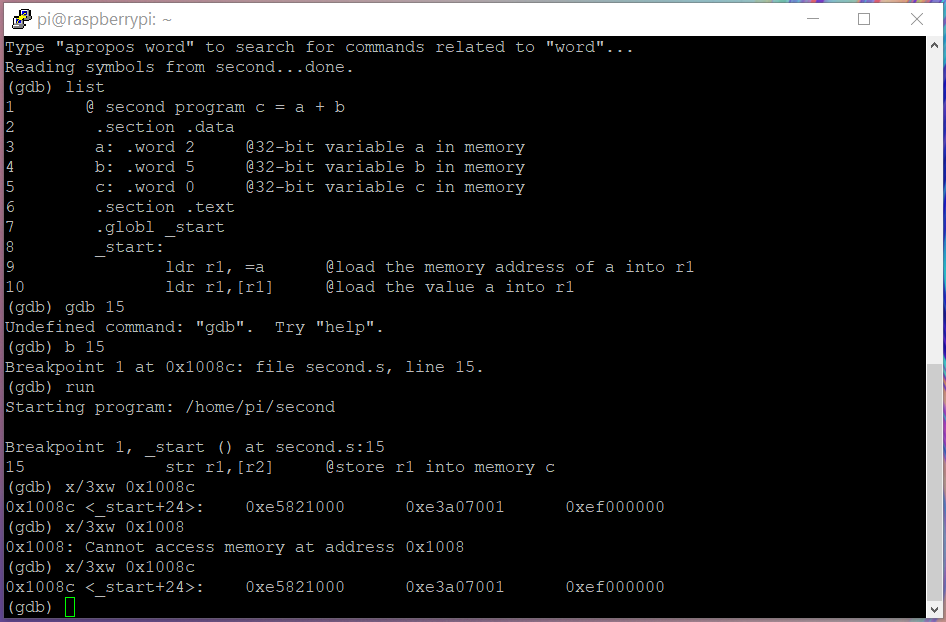 pi@raspberrypi: ~
Type "apropos word" to search for commands related to "word"...
Reading symbols from second...done.
(gdb) list
1       @ second program c = a + b
2        .section .data
3        a: .word 2     @32-bit variable a in memory
4        b: .word 5     @32-bit variable b in memory
5        c: .word 0     @32-bit variable c in memory
6        .section .text
7        .globl _start
8        _start:
9               ldr r1, =a      @load the memory address of a into r1
10              ldr r1,[r1]     @load the value a into r1
(gdb) gdb 15
Undefined command: "gdb".  Try "help".
(gdb) b 15
Breakpoint 1 at 0x1008c: file second.s, line 15.
(gdb) run
Starting program: /home/pi/second
Breakpoint 1, _start () at second.s:15
15              str r1,[r2]     @store r1 into memory c
(gdb) x/3xw 0x1008c
0x1008c <_start+24>:    0xe5821000      0xe3a07001      0xef000000
(gdb) x/3xw 0x1008
0x1008: Cannot access memory at address 0x1008
(gdb) x/3xw 0x1008c
0x1008c <_start+24>:    0xe5821000      0xe3a07001      0xef000000
(gdb)